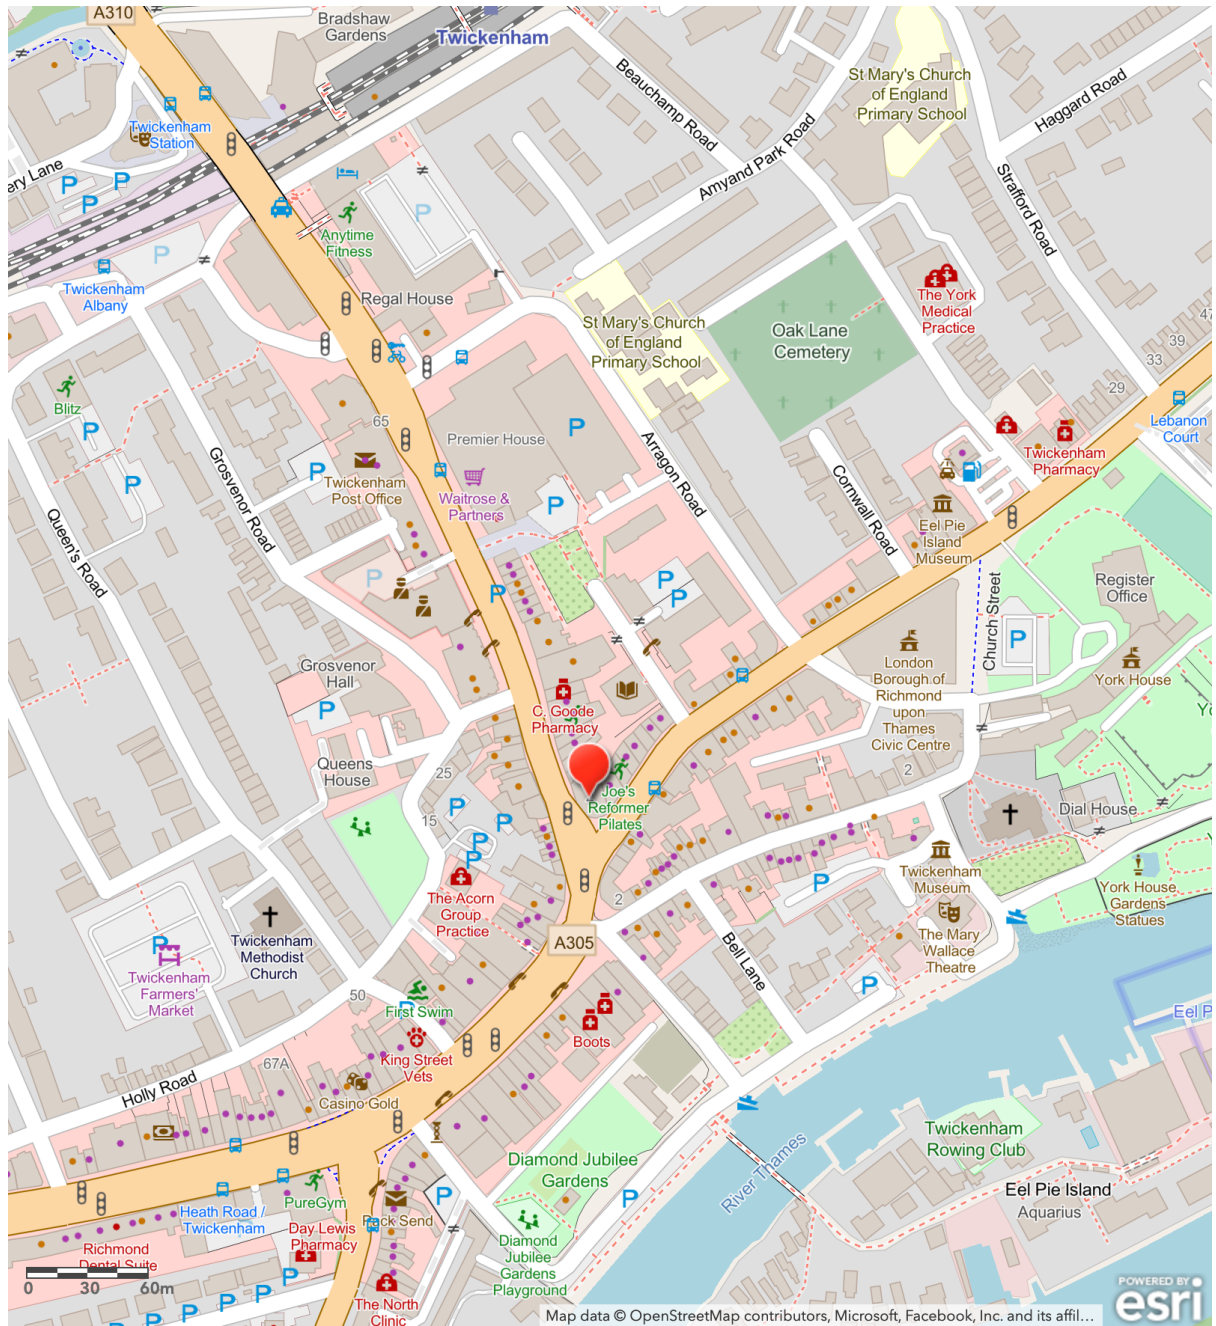 A310
Bradshaw
Gardens
Twickenham
Beauchamp Road
St Mary's Church
of England
Primary School
Haggard Road
Twickenham
Station
ery Lane
P
P
P
P
Amyand Park Road
Strafford Road
Anytime
Fitness
P
Twickenham
Albany
Regal House
The York
Medical
Practice
St Mary's Church
of England
Primary School
Oak Lane
Cemetery
47
39
33
29
Blitz
P
65
Premier House
P
Lebanon
Court
Twickenham
Pharmacy
Grosvenor Road
P
P
Twickenham
Post Office
Waitrose &
Partners
P
Arragon Road
Cornwall Road
Eel Pie
Island
Museum
Queen's Road
P
P
P
P
Church Street
Register
Office
P
Grosvenor
Hall
P
London
Borough of
Richmond
upon
Thames
Civic Centre
York House
Yo
C. Goode
Pharmacy
Queens
House
25
15
P
P
P
P
Joe's
Reformer
Pilates
2
Dial House
Twickenham
Museum
P
The Acorn
Group
Practice
2
York House
Gardens
Statues
A305
The Mary
Wallace
Theatre
Twickenham
Methodist
Church
P
Twickenham
Farmers'
Market
Bell Lane
P
50
P
First Swim
Boots
Eel P
King Street
Vets
67A
Holly Road
Casino Gold
River Thames
Twickenham
Rowing Club
Diamond Jubilee
Gardens
Eel Pie Island
Aquarius
PureGym
P
P
Pack Send
Heath Road /
Twickenham
Day Lewis
Pharmacy
Diamond
Jubilee
Gardens
Playground
Richmond
Dental Suite
P
P
P
P
P
P
0 30 60m
The North
Clinic
POWERED BY
esri
Map data © OpenStreetMap contributors, Microsoft, Facebook, Inc. and its affil...